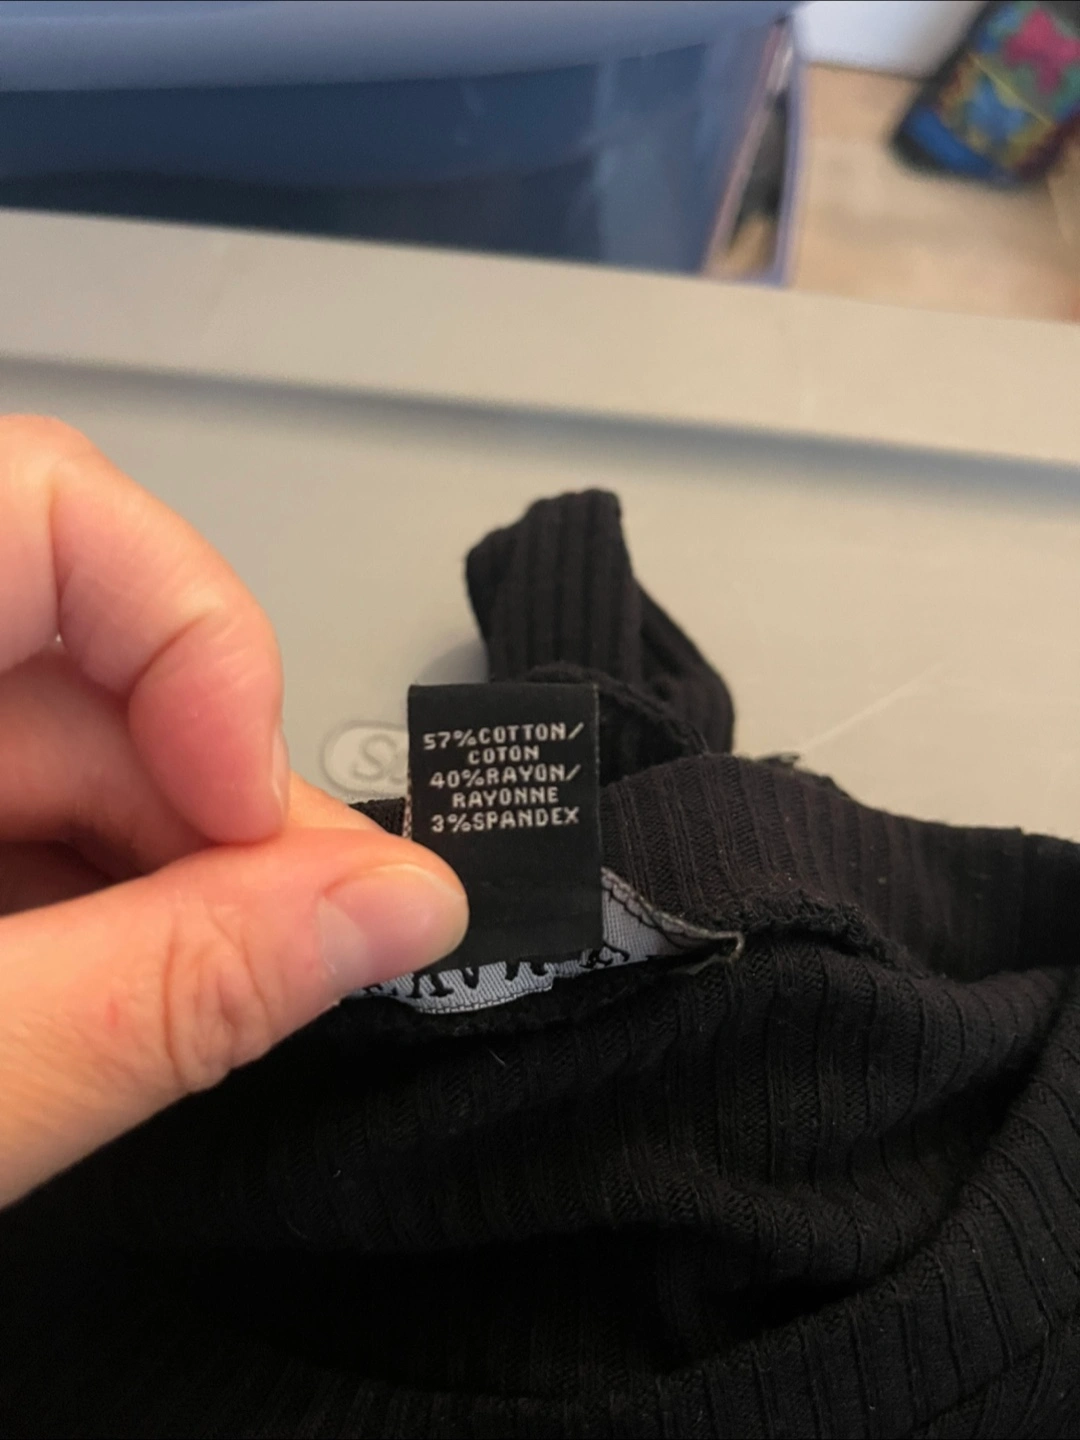 57%COTTON/
COTON
40%RAYON/
RAYONNE
3%SPANDEX